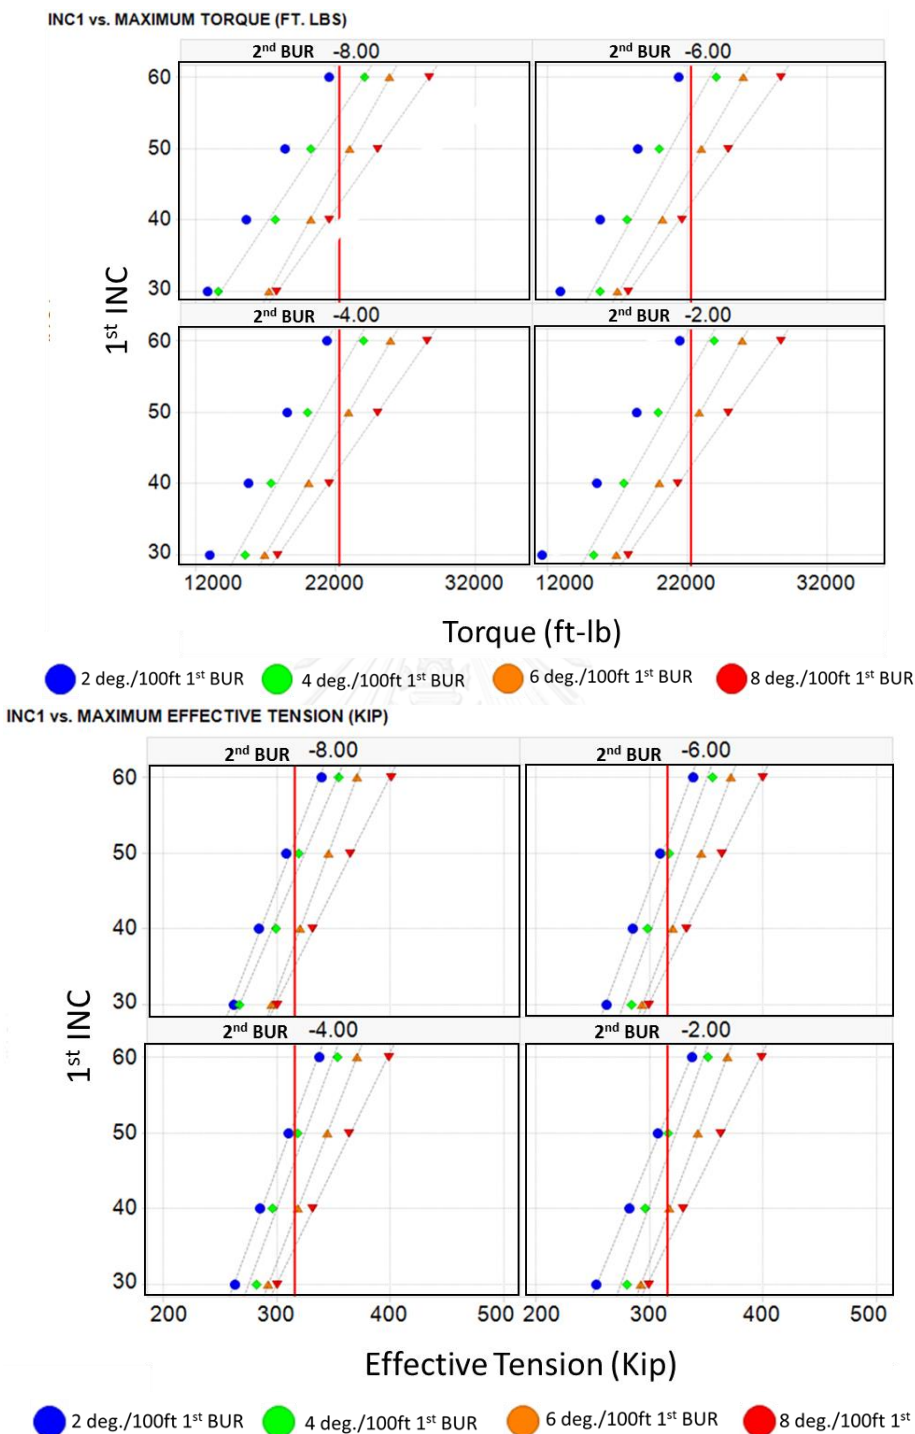 INC1 vs. MAXIMUM TORQUE (FT. LBS)
2nd BUR -8.00 2nd BUR -6.00
60
50
40
30
1st INC
2nd BUR -4.00 2nd BUR -2.00
60
50
40
30
12000 22000 32000 12000 22000 32000
Torque (ft-lb)
2 deg./100ft 1st BUR 4 deg./100ft 1st BUR 6 deg./100ft 1st BUR 8 deg./100ft 1st BUR
INC1 vs. MAXIMUM EFFECTIVE TENSION (KIP)
2nd BUR -8.00 2nd BUR -6.00
60
50
40
30
1st INC
2nd BUR -4.00 2nd BUR -2.00
60
50
40
30
200 300 400 500 200 300 400 500
Effective Tension (Kip)
2 deg./100ft 1st BUR 4 deg./100ft 1st BUR 6 deg./100ft 1st BUR 8 deg./100ft 1st